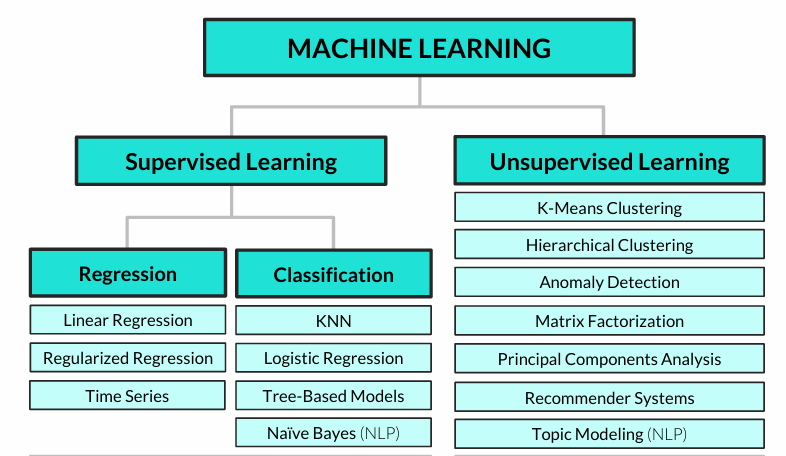 MACHINE LEARNING
Supervised Learning
Unsupervised Learning
Regression
Classification
Linear Regression
Regularized Regression
Time Series
KNN
Logistic Regression
Tree-Based Models
Naïve Bayes (NLP)
K-Means Clustering
Hierarchical Clustering
Anomaly Detection
Matrix Factorization
Principal Components Analysis
Recommender Systems
Topic Modeling (NLP)